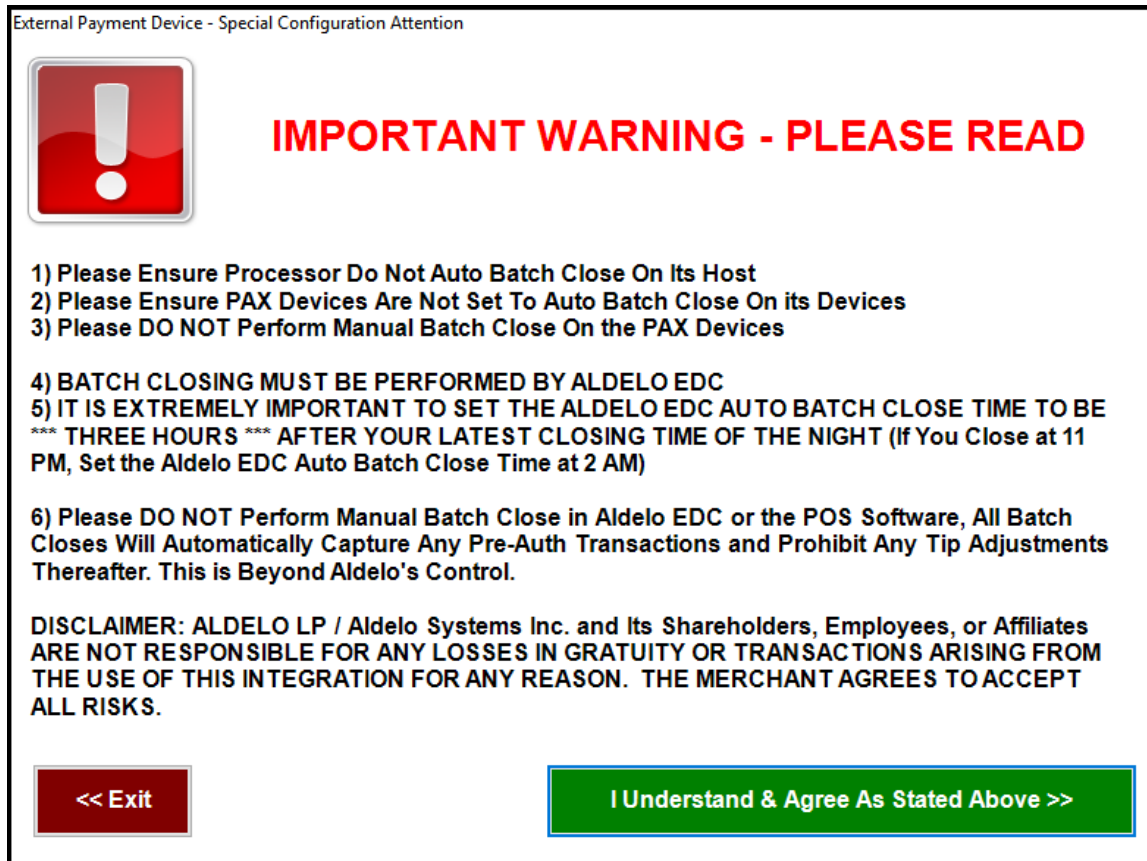 External Payment Device - Special Configuration Attention
IMPORTANT WARNING - PLEASE READ
1) Please Ensure Processor Do Not Auto Batch Close On Its Host
2) Please Ensure PAX Devices Are Not Set To Auto Batch Close On its Devices
3) Please DO NOT Perform Manual Batch Close On the PAX Devices
4) BATCH CLOSING MUST BE PERFORMED BY ALDELO EDC
5) IT IS EXTREMELY IMPORTANT TO SET THE ALDELO EDC AUTO BATCH CLOSE TIME TO BE
*** THREE HOURS *** AFTER YOUR LATEST CLOSING TIME OF THE NIGHT (If You Close at 11
PM, Set the Aldelo EDC Auto Batch Close Time at 2 AM)
6) Please DO NOT Perform Manual Batch Close in Aldelo EDC or the POS Software, All Batch
Closes Will Automatically Capture Any Pre-Auth Transactions and Prohibit Any Tip Adjustments
Thereafter. This is Beyond Aldelo's Control.
DISCLAIMER: ALDELO LP / Aldelo Systems Inc. and Its Shareholders, Employees, or Affiliates
ARE NOT RESPONSIBLE FOR ANY LOSSES IN GRATUITY OR TRANSACTIONS ARISING FROM
THE USE OF THIS INTEGRATION FOR ANY REASON.  THE MERCHANT AGREES TO ACCEPT
ALL RISKS.
<< Exit
I Understand & Agree As Stated Above >>